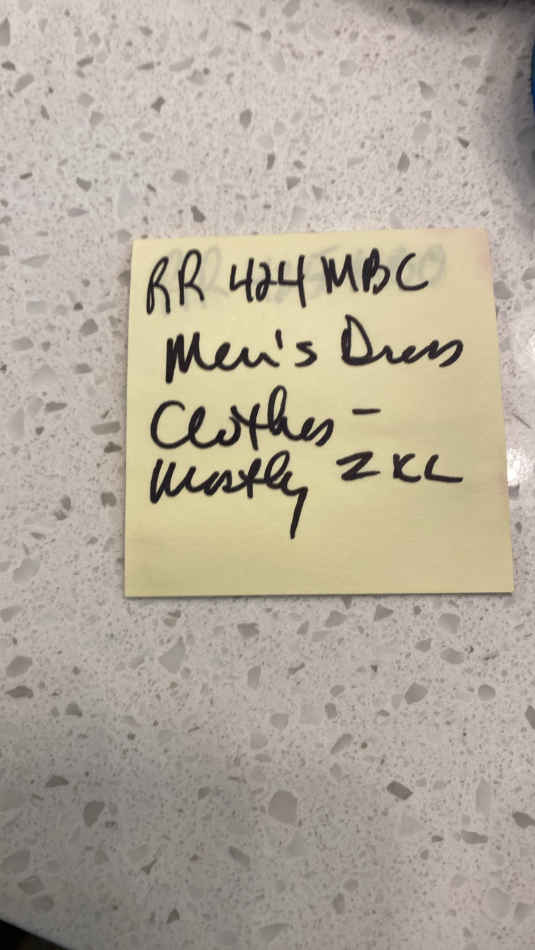 RR 424 MBC
Men's Dress
Clothes -
Mostly 2XL